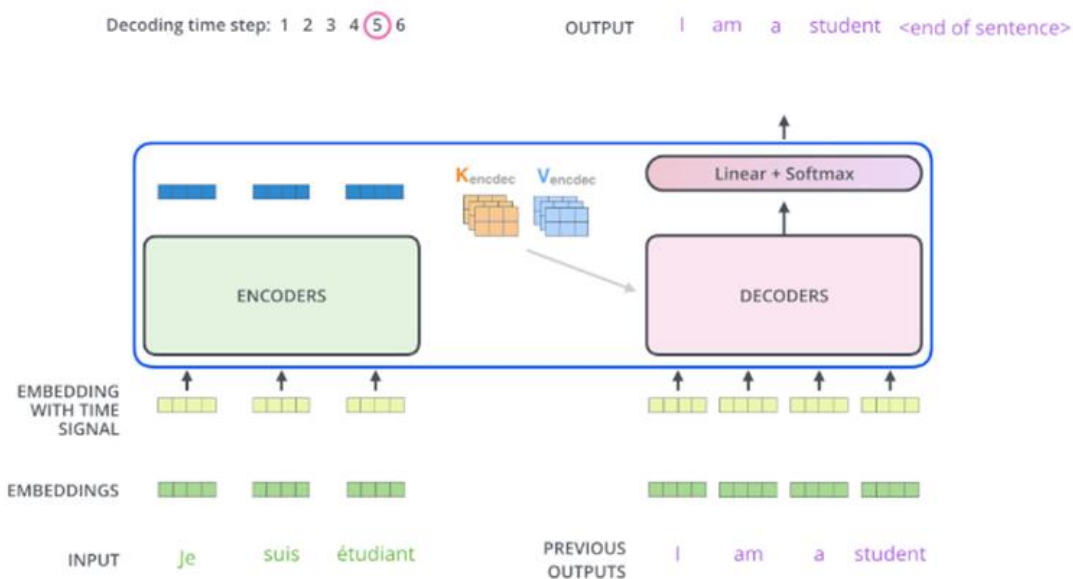 Decoding time step: 1 2 3 4 5 6
OUTPUT I am a student <end of sentence>
Kencdec Vencdec
Linear + Softmax
ENCODERS
DECODERS
EMBEDDING
WITH TIME
SIGNAL
EMBEDDINGS
INPUT Je suis étudiant
PREVIOUS
OUTPUTS
I am a student